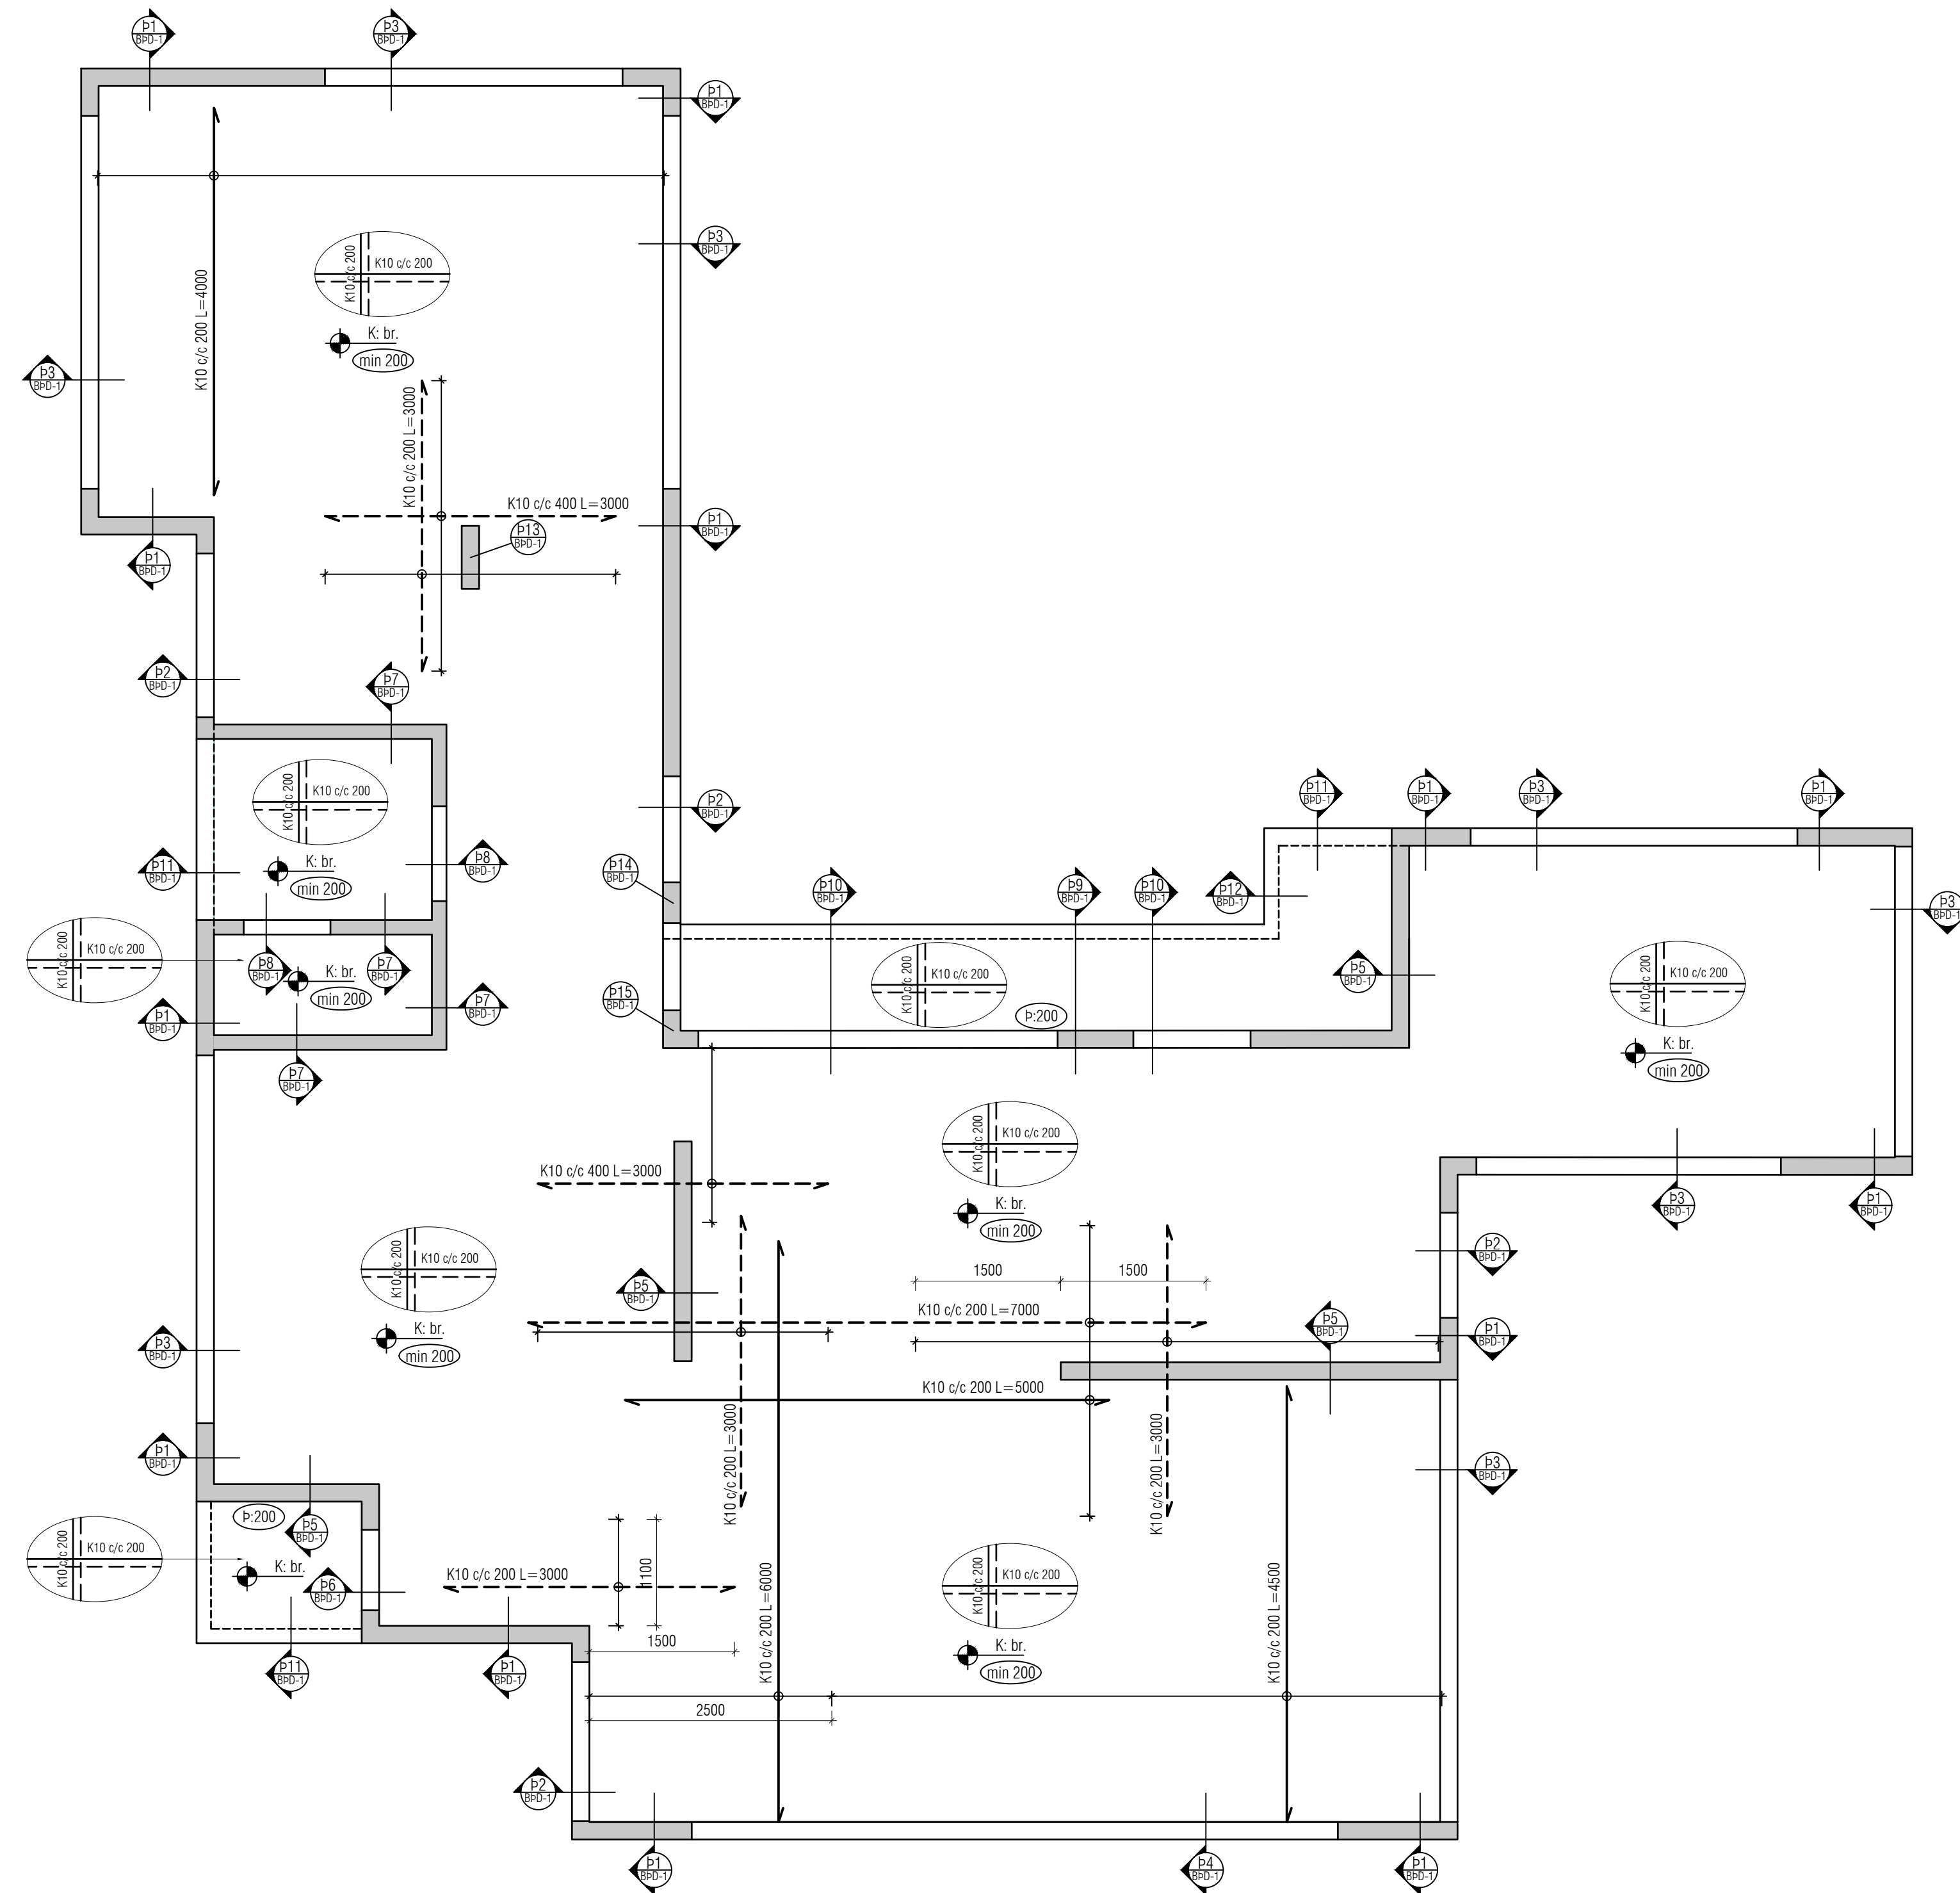 Þ1
BÞD-1
Þ3
BÞD-1
Þ1
BÞD-1
K10 c/c 200 L=4000
K10 c/c 200
K10 c/c 200
K: br.
min 200
Þ3
BÞD-1
Þ3
BÞD-1
K10 c/c 200 L=3000
K10 c/c 400 L=3000
Þ13
BÞD-1
Þ1
BÞD-1
Þ1
BÞD-1
Þ2
BÞD-1
Þ7
BÞD-1
K10 c/c 200
K10 c/c 200
K: br.
min 200
Þ11
BÞD-1
Þ8
BÞD-1
Þ2
BÞD-1
Þ14
BÞD-1
Þ10
BÞD-1
Þ9
BÞD-1
Þ10
BÞD-1
Þ12
BÞD-1
Þ11
BÞD-1
Þ1
BÞD-1
Þ3
BÞD-1
Þ1
BÞD-1
Þ3
BÞD-1
K10 c/c 200
K10 c/c 200
Þ8
BÞD-1
K: br.
min 200
Þ7
BÞD-1
Þ1
BÞD-1
Þ7
BÞD-1
Þ7
BÞD-1
Þ15
BÞD-1
K10 c/c 200
K10 c/c 200
Þ:200
Þ5
BÞD-1
K10 c/c 200
K10 c/c 200
K: br.
min 200
K10 c/c 200
K10 c/c 200
K: br.
min 200
K10 c/c 400 L=3000
Þ3
BÞD-1
Þ1
BÞD-1
Þ2
BÞD-1
K10 c/c 200
K10 c/c 200
K: br.
min 200
Þ5
BÞD-1
1500
1500
K10 c/c 200 L=7000
Þ5
BÞD-1
Þ1
BÞD-1
Þ3
BÞD-1
K10 c/c 200 L=5000
K10 c/c 200 L=3000
K10 c/c 200 L=3000
Þ3
BÞD-1
Þ1
BÞD-1
Þ:200
Þ5
BÞD-1
K10 c/c 200
K10 c/c 200
K: br.
Þ6
BÞD-1
K10 c/c 200 L=3000
1100
1500
K10 c/c 200 L=6000
K10 c/c 200
K10 c/c 200
K: br.
min 200
K10 c/c 200 L=4500
Þ11
BÞD-1
Þ1
BÞD-1
2500
Þ2
BÞD-1
Þ1
BÞD-1
Þ4
BÞD-1
Þ1
BÞD-1